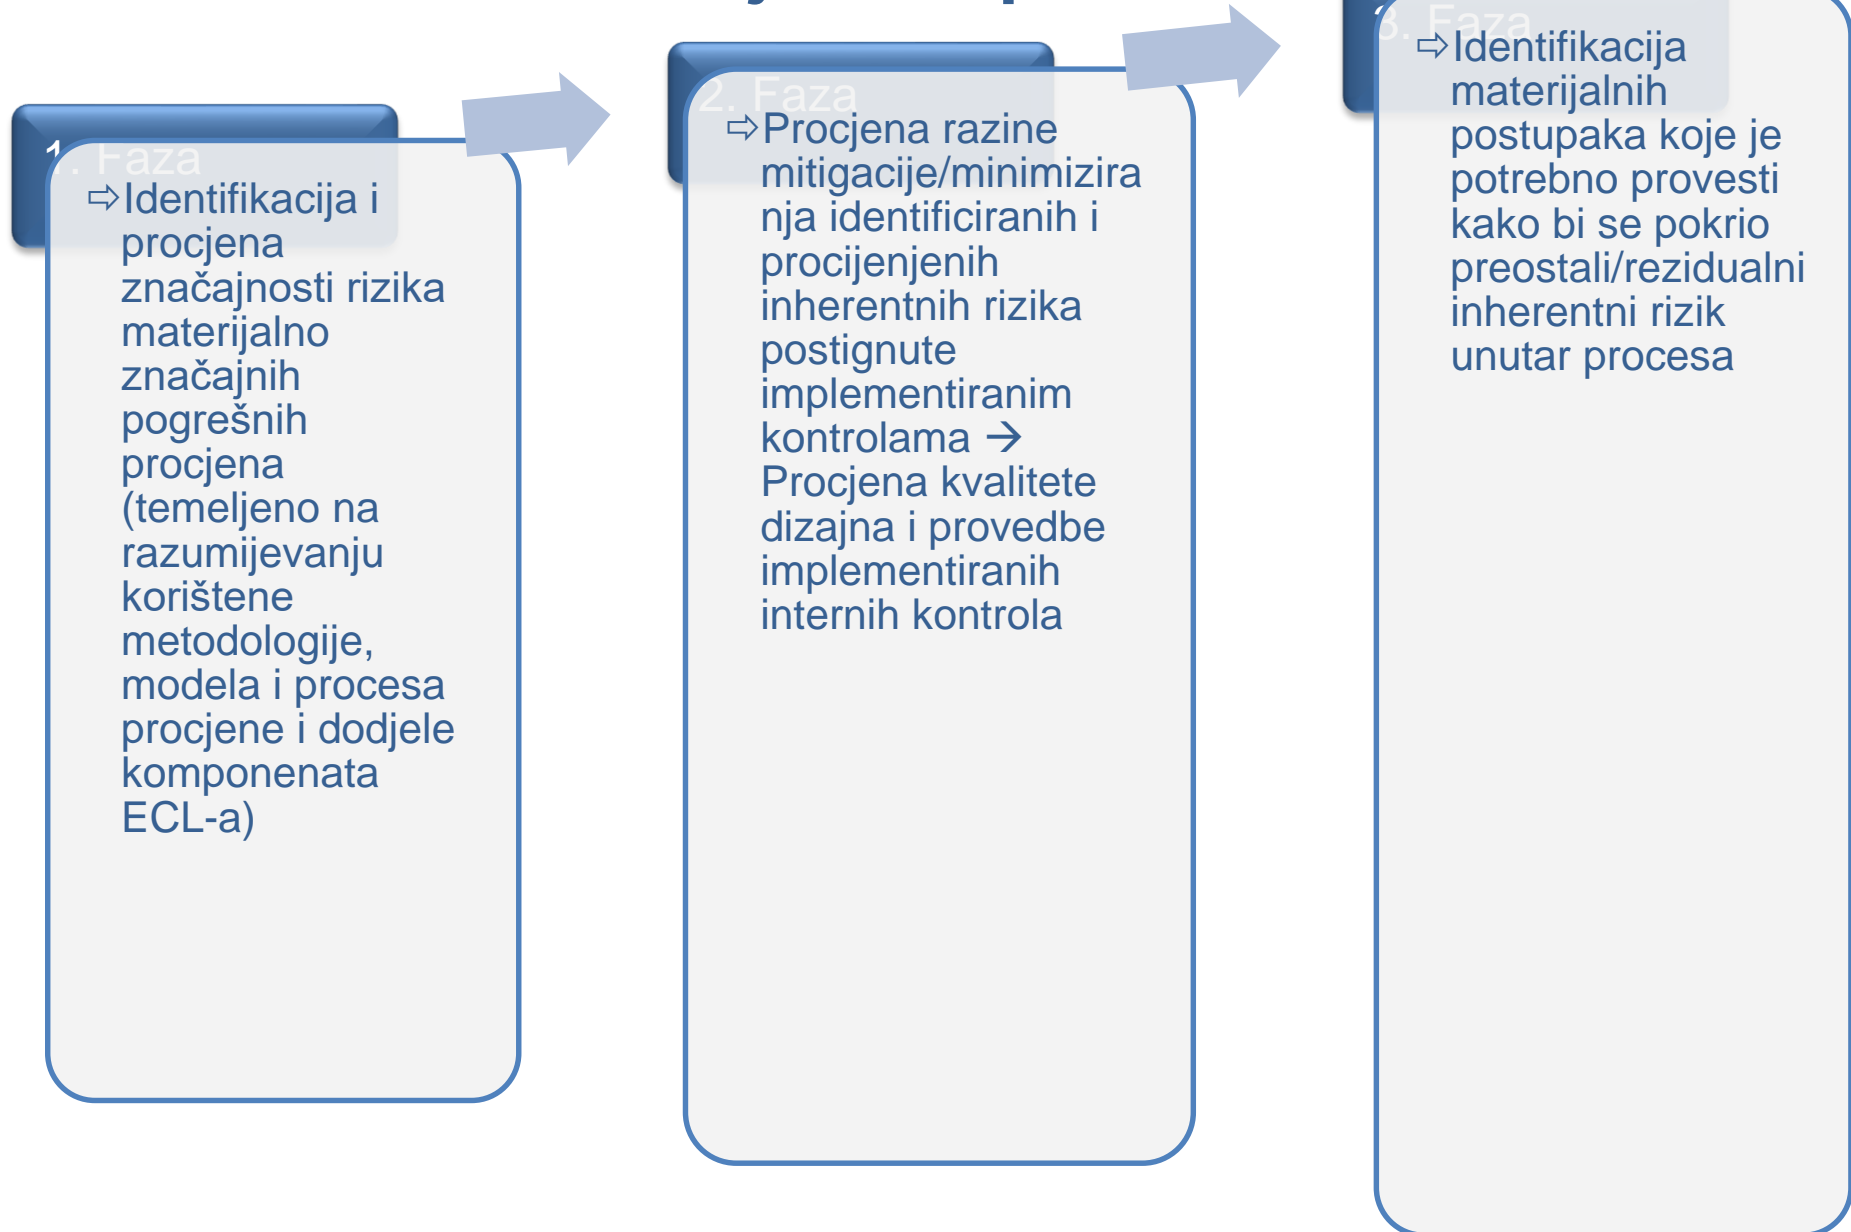 1. Faza
⇨Identifikacija i
procjena
značajnosti rizika
materijalno
značajnih
pogrešnih
procjena
(temeljeno na
razumijevanju
korištene
metodologije,
modela i procesa
procjene i dodjele
komponenata
ECL-a)
2. Faza
⇨Procjena razine
mitigacije/minimizira
nja identificiranih i
procijenjenih
inherentnih rizika
postignute
implementiranim
kontrolama →
Procjena kvalitete
dizajna i provedbe
implementiranih
internih kontrola
3. Faza
⇨Identifikacija
materijalnih
postupaka koje je
potrebno provesti
kako bi se pokrio
preostali/rezidualni
inherentni rizik
unutar procesa